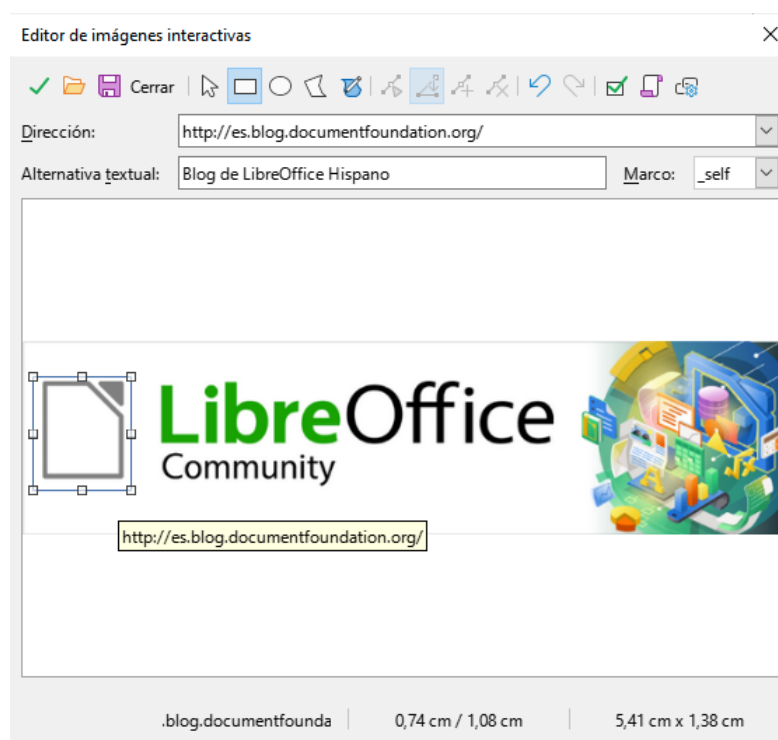 Editor de imágenes interactivas
Cerrar
Dirección: http://es.blog.documentfoundation.org/
Alternativa textual: Blog de LibreOffice Hispano Marco: _self
LibreOffice
Community
http://es.blog.documentfoundation.org/
.blog.documentfounda 0,74 cm / 1,08 cm 5,41 cm x 1,38 cm